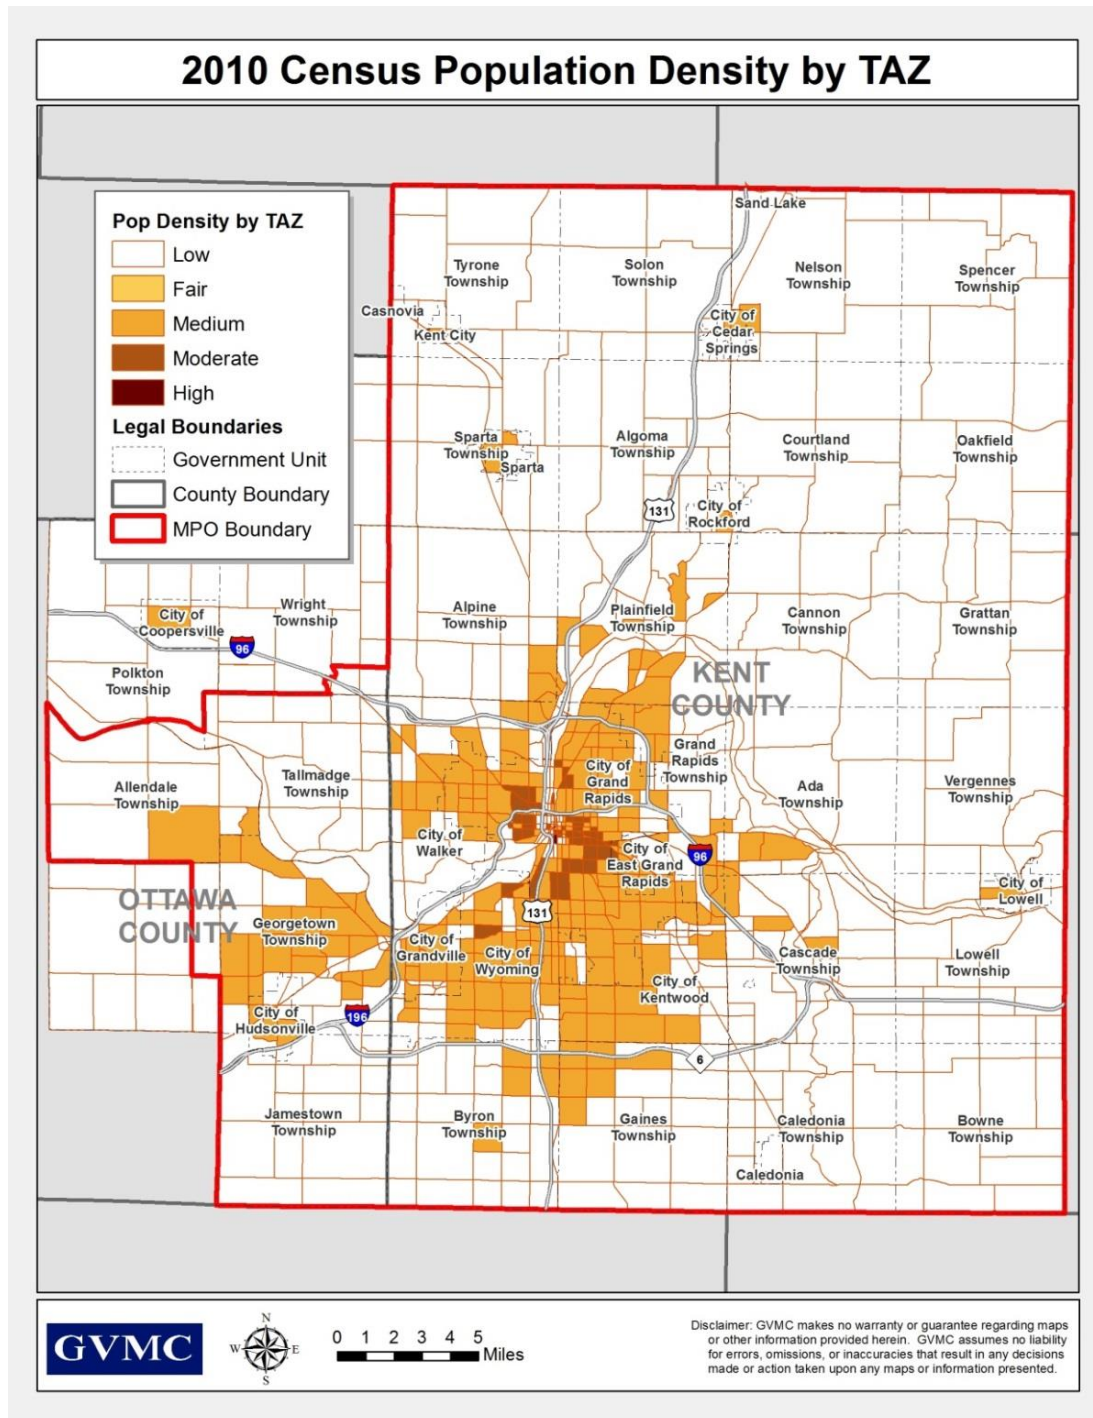 2010 Census Population Density by TAZ
Pop Density by TAZ
Low
Fair
Medium
Moderate
High
Legal Boundaries
Government Unit
County Boundary
MPO Boundary
Sand Lake
Tyrone
Township
Solon
Township
Nelson
Township
Spencer
Township
Casnovia
Kent City
City of
Cedar
Springs
Sparta
Township
Sparta
Algoma
Township
Courtland
Township
Oakfield
Township
131
City of
Rockford
City of
Coopersville
Wright
Township
96
Alpine
Township
Plainfield
Township
Cannon
Township
Grattan
Township
Polkton
Township
KENT
COUNTY
Allendale
Township
Tallmadge
Township
City of
Grand
Rapids
Grand
Rapids
Township
Ada
Township
Vergennes
Township
City of
Walker
City of
East Grand
Rapids
96
City of
Lowell
OTTAWA
COUNTY
131
Georgetown
Township
City of
Grandville
City of
Wyoming
Cascade
Township
Lowell
Township
City of
Kentwood
City of
Hudsonville
196
6
Jamestown
Township
Byron
Township
Gaines
Township
Caledonia
Township
Bowne
Township
Caledonia
GVMC
N
W
E
S
0 1 2 3 4 5
Miles
Disclaimer: GVMC makes no warranty or guarantee regarding maps
or other information provided herein. GVMC assumes no liability
for errors, omissions, or inaccuracies that result in any decisions
made or action taken upon any maps or information presented.